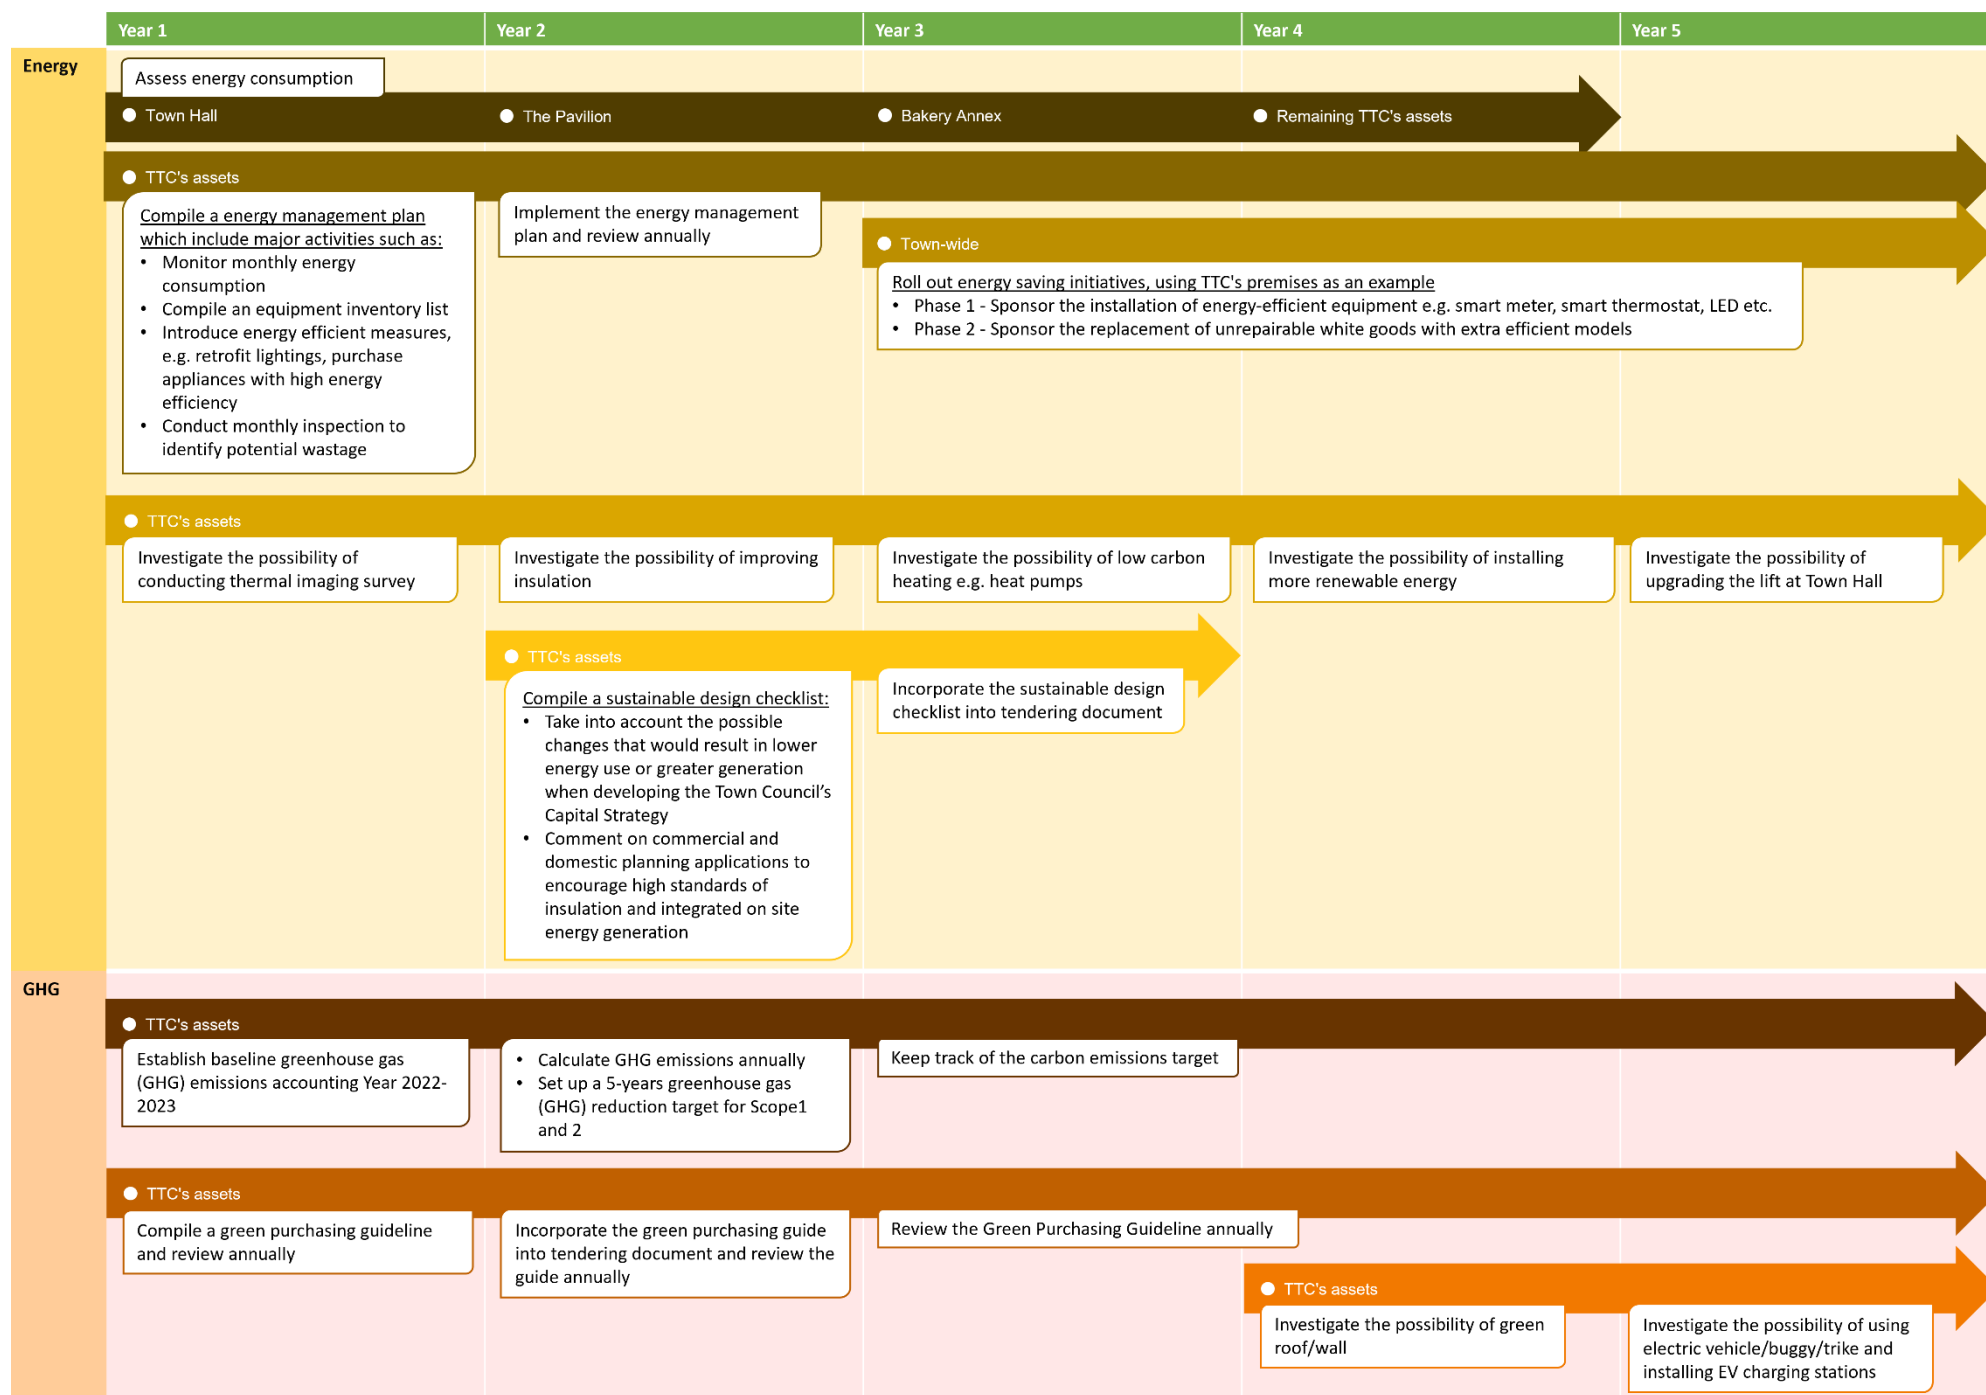 Year 1
Year 2
Year 3
Year 4
Year 5
Energy
Assess energy consumption
Town Hall
The Pavilion
Bakery Annex
Remaining TTC's assets
TTC's assets
Compile a energy management plan
which include major activities such as:
• Monitor monthly energy
consumption
• Compile an equipment inventory list
• Introduce energy efficient measures,
e.g. retrofit lightings, purchase
appliances with high energy
efficiency
• Conduct monthly inspection to
identify potential wastage
Implement the energy management
plan and review annually
Town-wide
Roll out energy saving initiatives, using TTC's premises as an example
• Phase 1 - Sponsor the installation of energy-efficient equipment e.g. smart meter, smart thermostat, LED etc.
• Phase 2 - Sponsor the replacement of unrepairable white goods with extra efficient models
TTC's assets
Investigate the possibility of
conducting thermal imaging survey
Investigate the possibility of improving
insulation
Investigate the possibility of low carbon
heating e.g. heat pumps
Investigate the possibility of installing
more renewable energy
Investigate the possibility of
upgrading the lift at Town Hall
TTC's assets
Compile a sustainable design checklist:
• Take into account the possible
changes that would result in lower
energy use or greater generation
when developing the Town Council’s
Capital Strategy
• Comment on commercial and
domestic planning applications to
encourage high standards of
insulation and integrated on site
energy generation
Incorporate the sustainable design
checklist into tendering document
GHG
TTC's assets
Establish baseline greenhouse gas
(GHG) emissions accounting Year 2022-
2023
• Calculate GHG emissions annually
• Set up a 5-years greenhouse gas
(GHG) reduction target for Scope1
and 2
Keep track of the carbon emissions target
TTC's assets
Compile a green purchasing guideline
and review annually
Incorporate the green purchasing guide
into tendering document and review the
guide annually
Review the Green Purchasing Guideline annually
TTC's assets
Investigate the possibility of green
roof/wall
Investigate the possibility of using
electric vehicle/buggy/trike and
installing EV charging stations